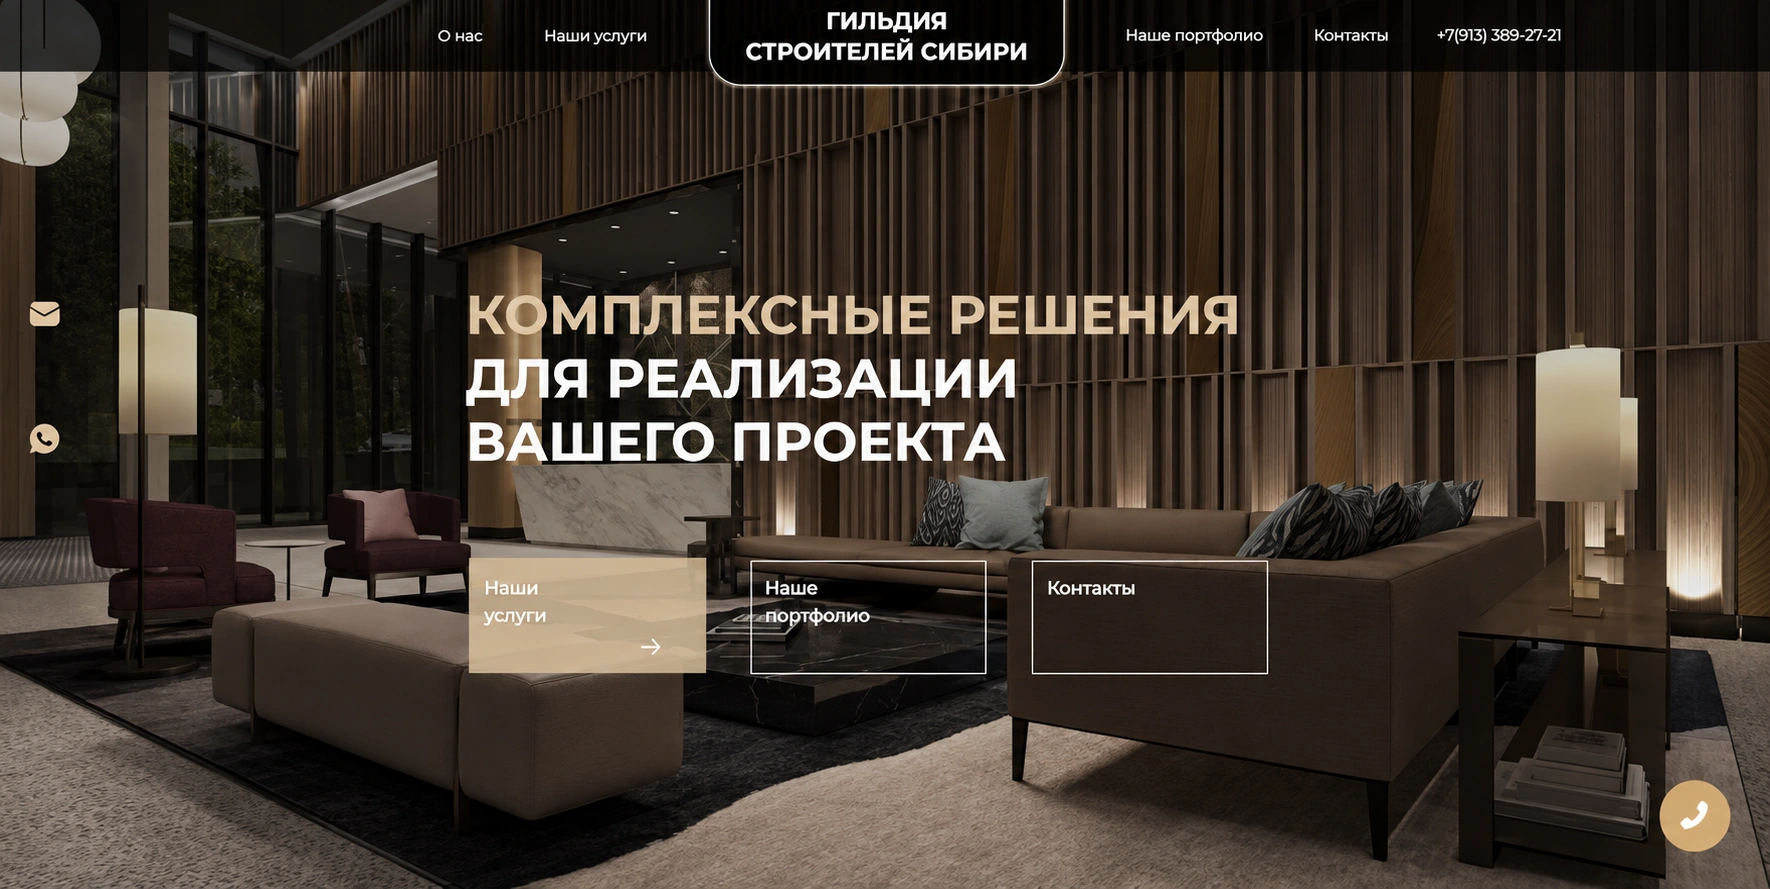 О нас
Наши услуги
ГИЛЬДИЯ
СТРОИТЕЛЕЙ СИБИРИ
Наше портфолио
Контакты
+7(913) 389-27-21
КОМПЛЕКСНЫЕ РЕШЕНИЯ
ДЛЯ РЕАЛИЗАЦИИ
ВАШЕГО ПРОЕКТА
Наши
услуги
Наше
портфолио
Контакты